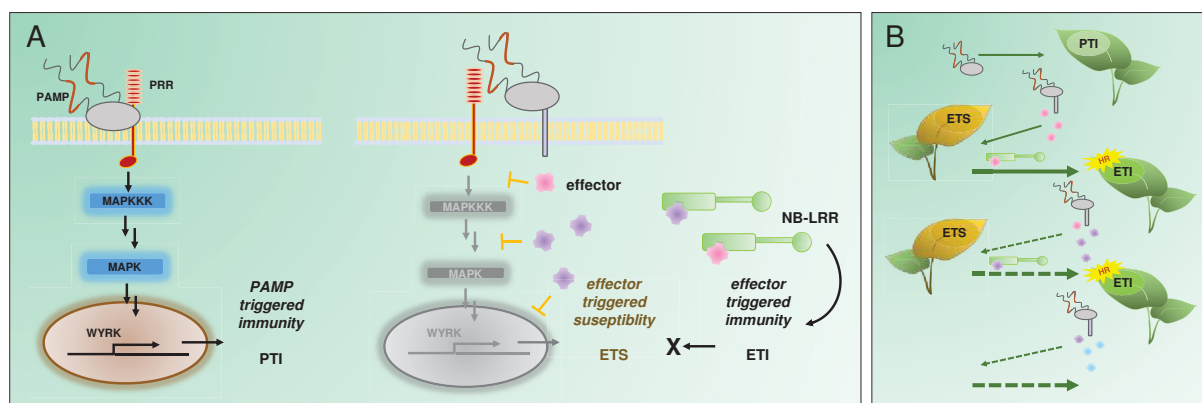 A
PAMP
PRR
MAPKKK
MAPK
WYRK
PAMP
triggered
immunity
PTI
effector
MAPKKK
MAPK
WYRK
effector
triggered
suseptiblity
ETS
NB-LRR
effector
triggered
immunity
X
ETI
B
PTI
ETS
HR
ETI
ETS
HR
ETI